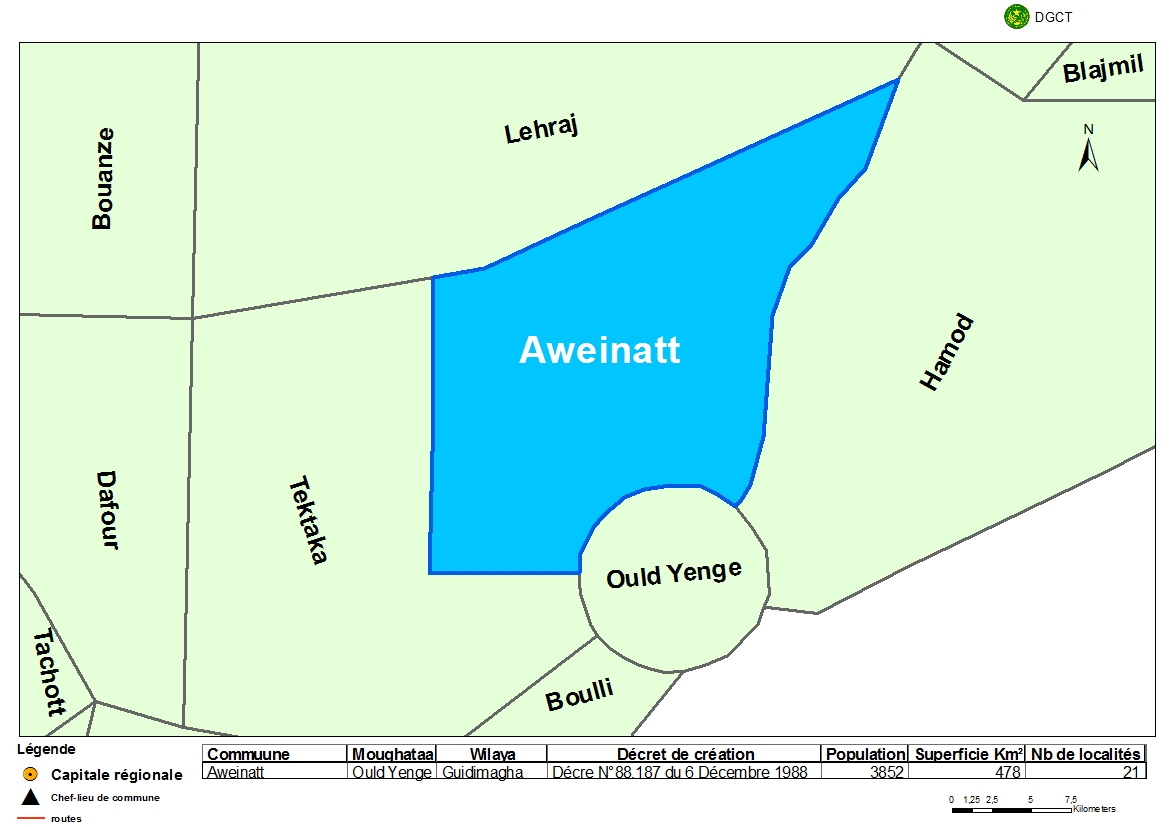 DGCT
Blajmil
Lehraj
N
Bouanze
Aweinatt
Hamod
Dafour
Tektaka
Ould Yenge
Tachott
Boulli
Légende
Capitale régionale
Chef-lieu de commune
routes
Commuune Moughataa Wilaya Décret de création Population Superficie Km² Nb de localités
Aweinatt Ould Yenge Guidimagha Décre N°88.187 du 6 Décembre 1988 3852 478 21
0 1,25 2,5 5 7,5
Kilometers